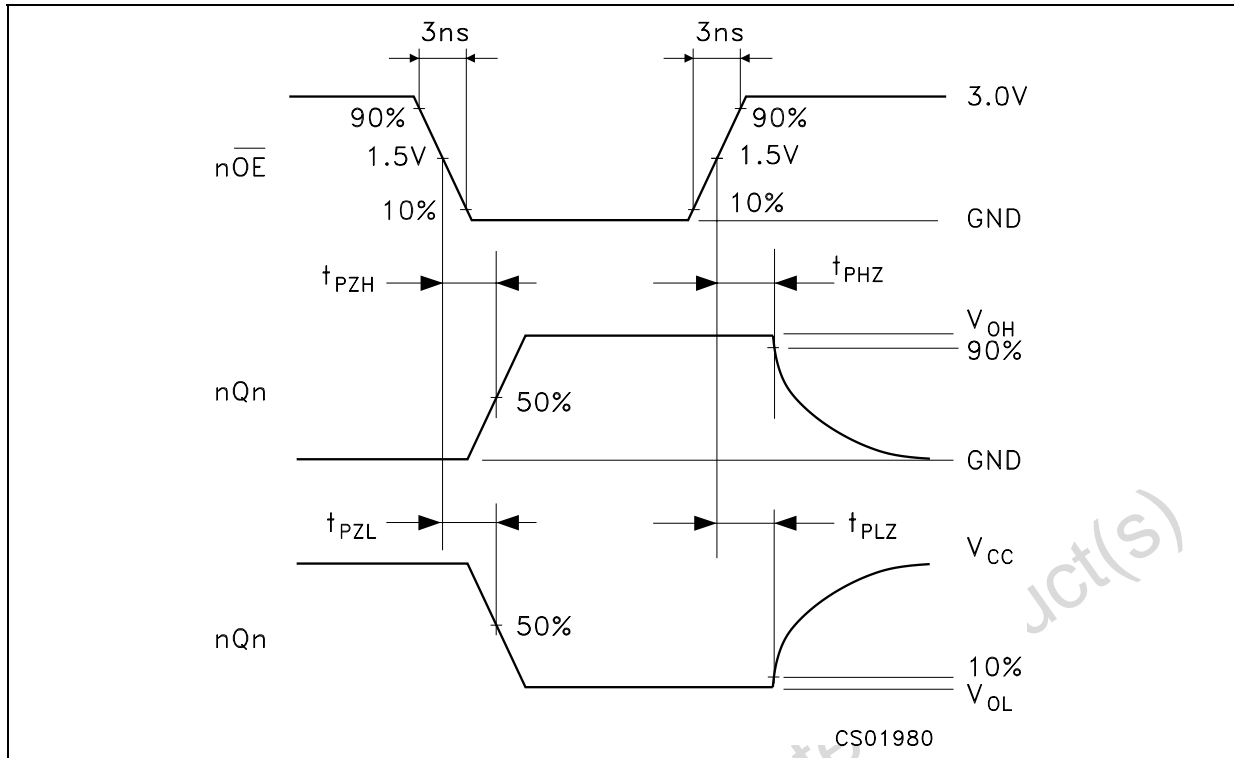 3ns 3ns
3.0V
90% 90%
nOE 1.5V 1.5V
10% 10%
GND
tPZH tPHZ
VOH
90%
nQn 50%
GND
tPZL tPLZ
VCC
uct(s)
nQn 50%
10%
VOL
CS01980